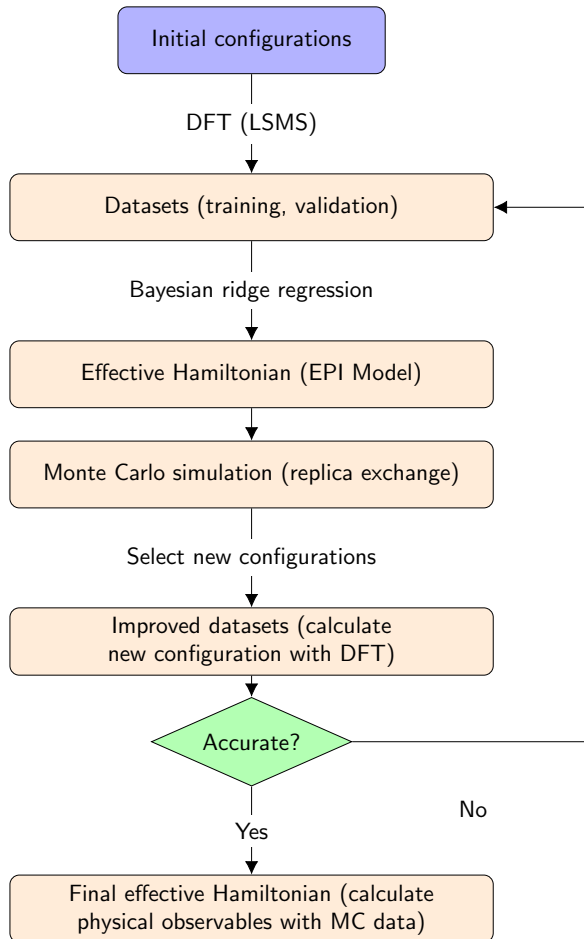 Initial configurations
DFT (LSMS)
Datasets (training, validation)
Bayesian ridge regression
Effective Hamiltonian (EPI Model)
Monte Carlo simulation (replica exchange)
Select new configurations
Improved datasets (calculate
new configuration with DFT)
Accurate?
No
Yes
Final effective Hamiltonian (calculate
physical observables with MC data)